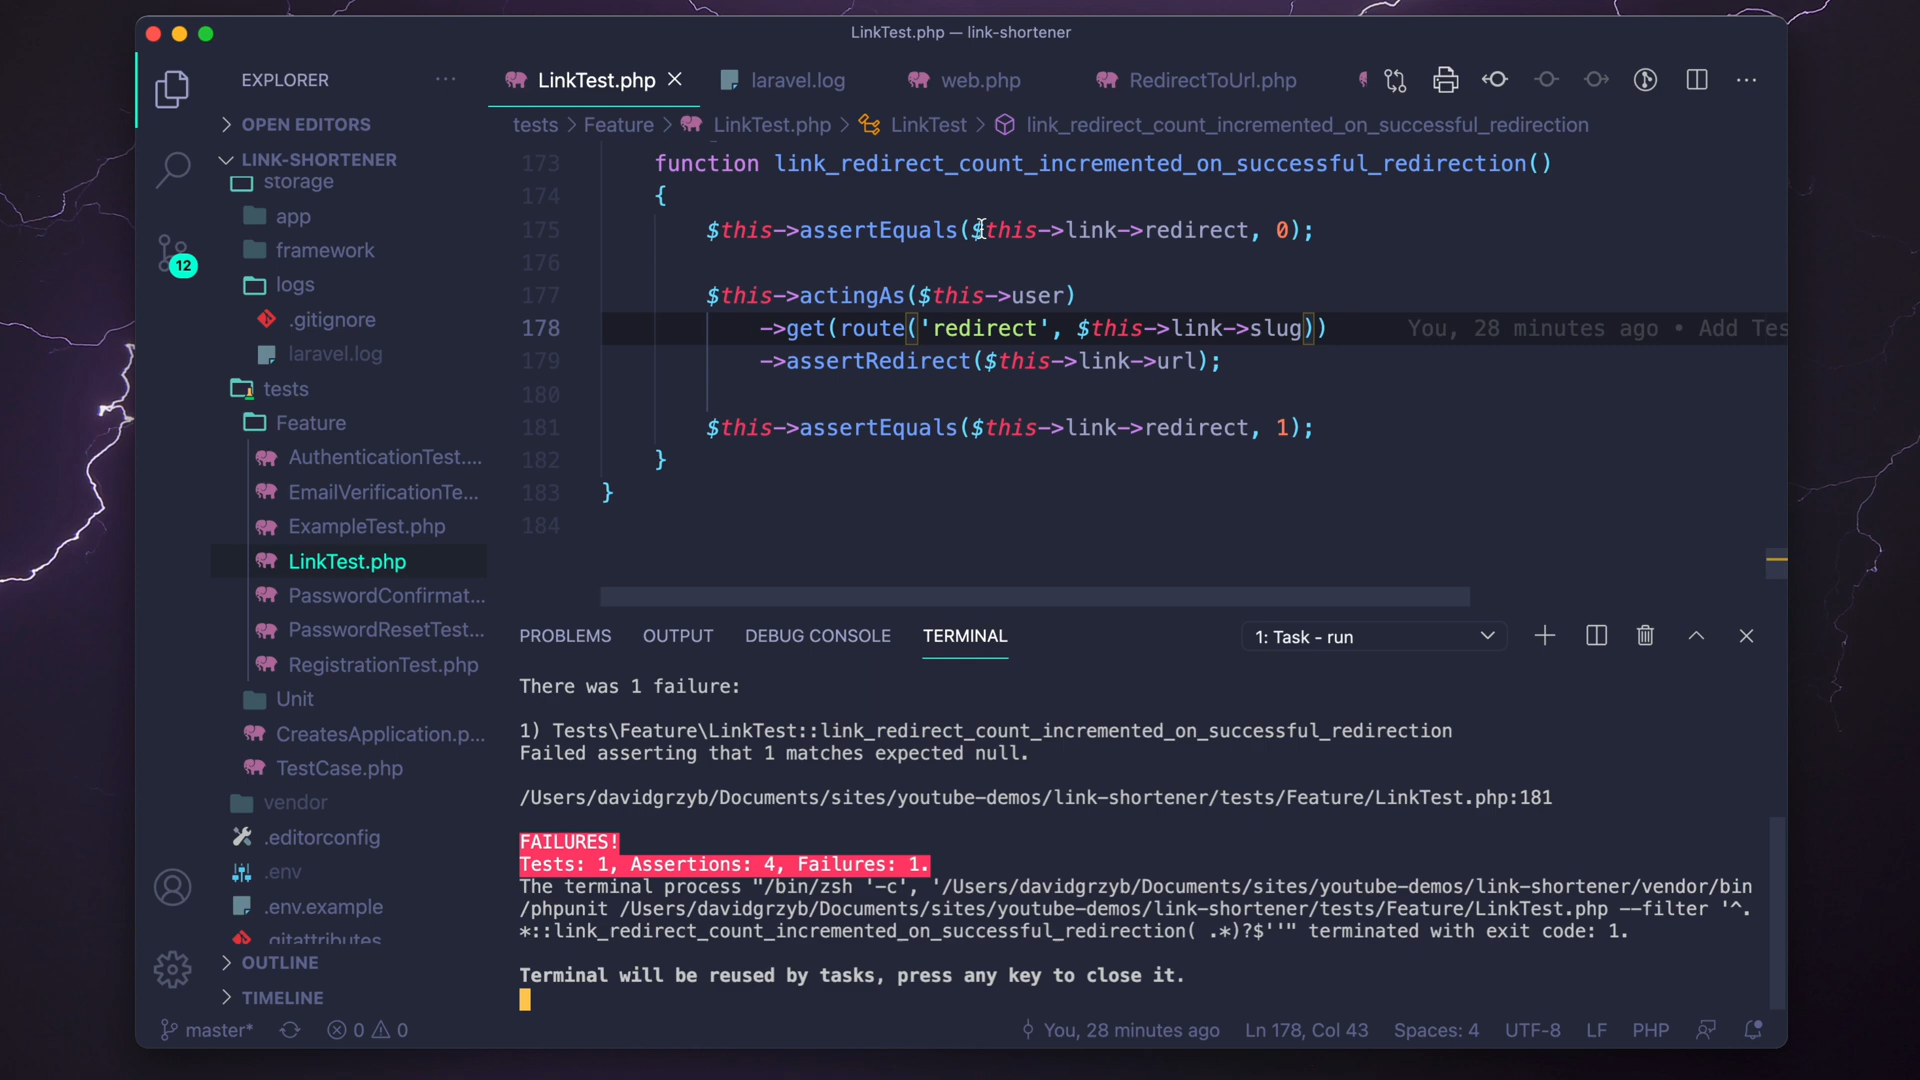 LinkTest.php — link-shortener
EXPLORER
LinkTest.php
laravel.log
web.php
RedirectToUrl.php
tests > Feature > LinkTest.php > LinkTest > link_redirect_count_incremented_on_successful_redirection
OPEN EDITORS
LINK-SHORTENER
storage
app
framework
logs
.gitignore
laravel.log
tests
Feature
AuthenticationTest....
EmailVerificationTe...
ExampleTest.php
LinkTest.php
PasswordConfirmat...
PasswordResetTest...
RegistrationTest.php
Unit
CreatesApplication.p...
TestCase.php
vendor
.editorconfig
.env
.env.example
.gitattributes
OUTLINE
TIMELINE
12
173 function link_redirect_count_incremented_on_successful_redirection()
174 {
175 $this->assertEquals($this->link->redirect, 0);
176
177 $this->actingAs($this->user)
178 ->get(route('redirect', $this->link->slug)) You, 28 minutes ago • Add Tes
179 ->assertRedirect($this->link->url);
180
181 $this->assertEquals($this->link->redirect, 1);
182 }
183 }
184
PROBLEMS OUTPUT DEBUG CONSOLE TERMINAL 1: Task - run
There was 1 failure:
1) Tests\Feature\LinkTest::link_redirect_count_incremented_on_successful_redirection
Failed asserting that 1 matches expected null.
/Users/davidgrzyb/Documents/sites/youtube-demos/link-shortener/tests/Feature/LinkTest.php:181
FAILURES!
Tests: 1, Assertions: 4, Failures: 1.
The terminal process "/bin/zsh '-c', '/Users/davidgrzyb/Documents/sites/youtube-demos/link-shortener/vendor/bin
/phpunit /Users/davidgrzyb/Documents/sites/youtube-demos/link-shortener/tests/Feature/LinkTest.php --filter '^.
*::link_redirect_count_incremented_on_successful_redirection( .*)?$''" terminated with exit code: 1.
Terminal will be reused by tasks, press any key to close it.
master* 0 0 You, 28 minutes ago Ln 178, Col 43 Spaces: 4 UTF-8 LF PHP